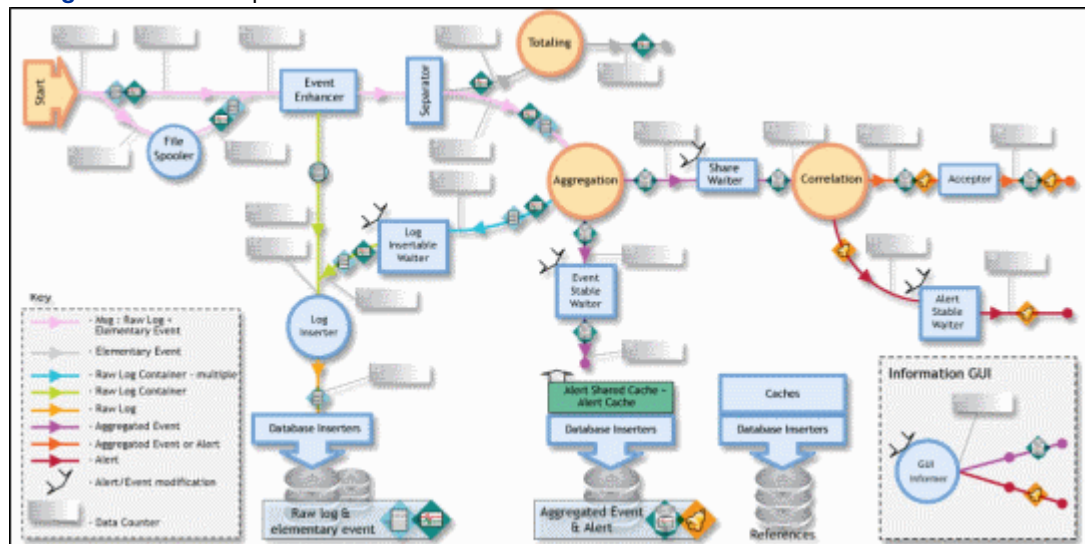 Start
File
Spooler
Event
Enhancer
Separator
Totaling
Aggregation
Share
Waiter
Correlation
Acceptor
Log
Insertable
Waiter
Event
Stable
Waiter
Alert
Stable
Waiter
Log
Inserter
Key
- Msg : Raw Log +
Elementary Event
- Elementary Event
- Raw Log Container - multiple
- Raw Log Container
- Raw Log
- Aggregated Event
- Aggregated Event or Alert
- Alert
- Alert/Event modification
- Data Counter
Database Inserters
Raw log &
elementary event
Alert Shared Cache -
Alert Cache
Database Inserters
Aggregated Event
& Alert
Caches
Database Inserters
References
Information GUI
GUI
Informer